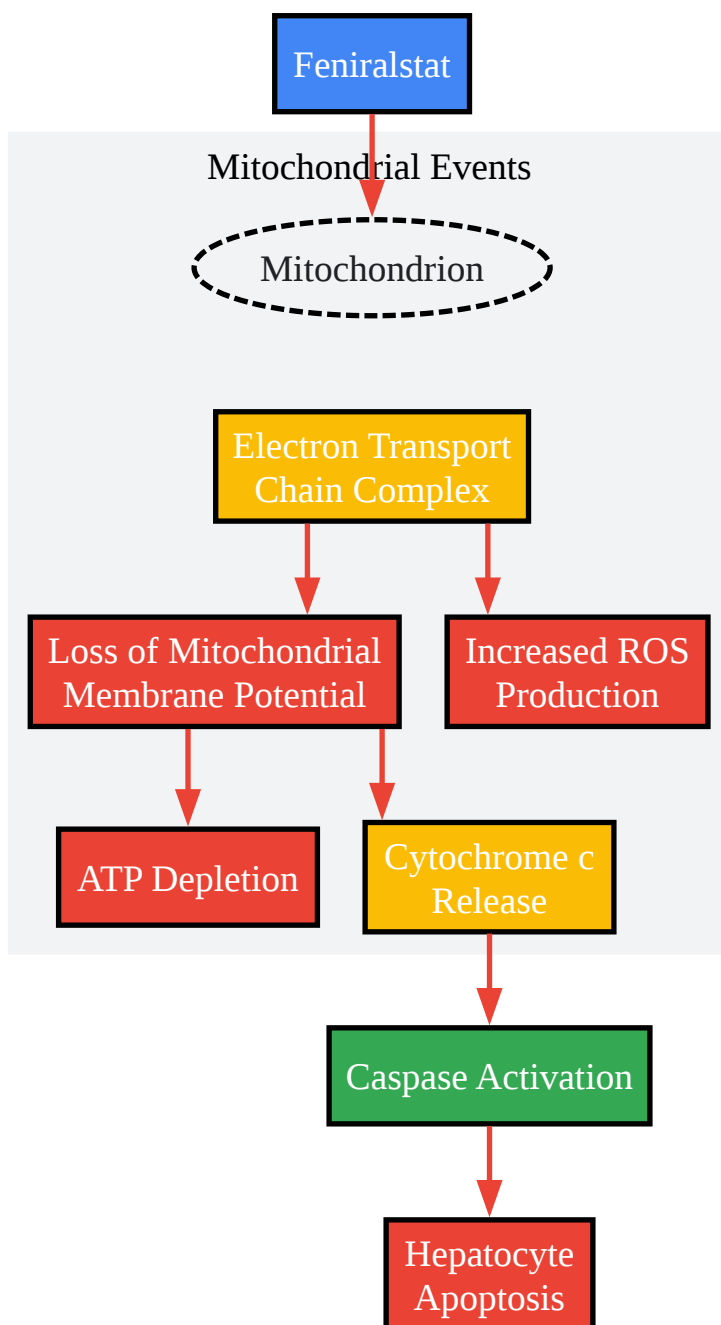 Feniralstat
Mitochondrial Events
Mitochondrion
Electron Transport
Chain Complex
Loss of Mitochondrial
Membrane Potential
Increased ROS
Production
ATP Depletion
Cytochrome c
Release
Caspase Activation
Hepatocyte
Apoptosis